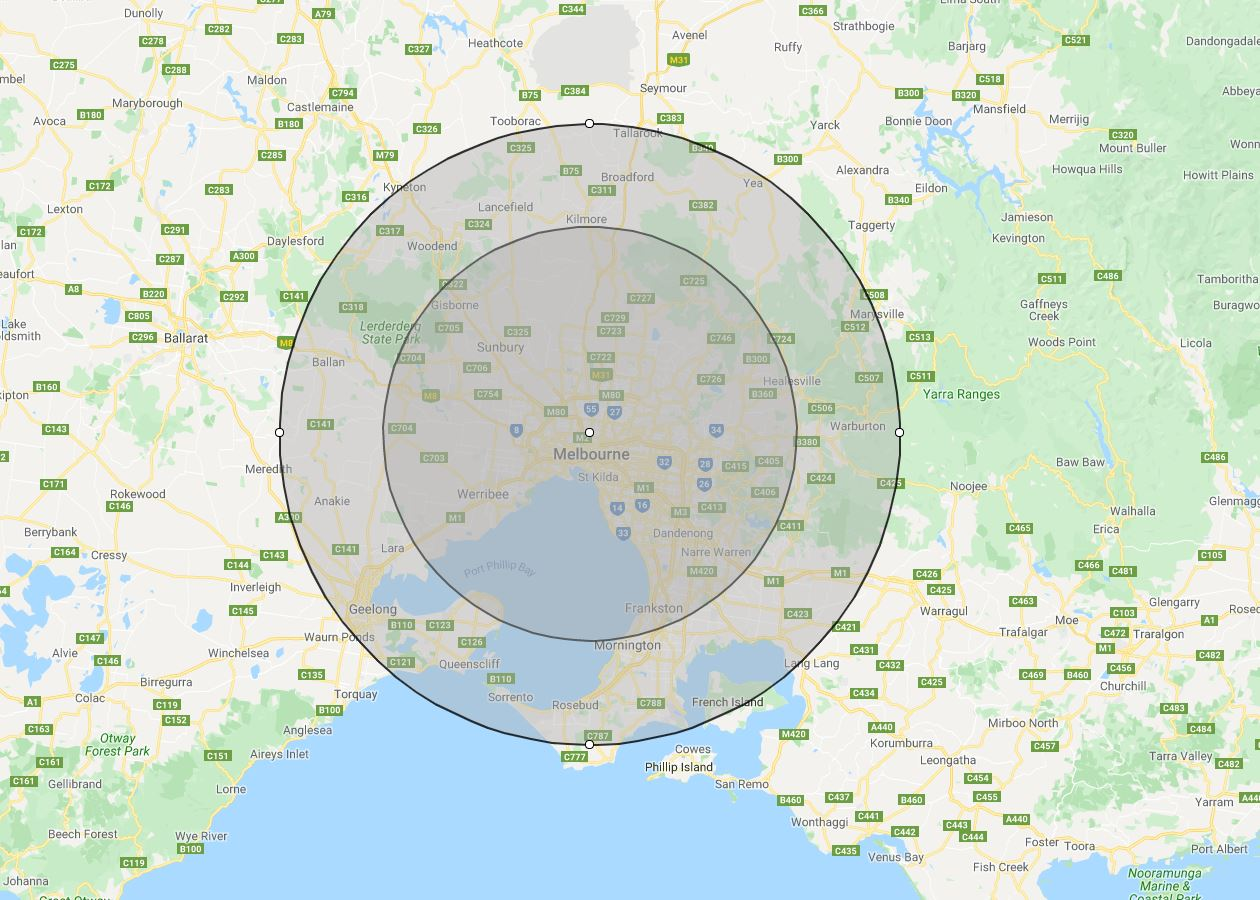 C277
Dunolly
A79
C344
C366
Elma South
C282
C278
C283
Strathbogie
Heathcote
Avenel
C327
Ruffy
Barjarg
C521
Dandongadale
C275
C288
M31
C518
Maldon
C794
B75
C384
Seymour
B300
B320
Maryborough
Castlemaine
Mansfield
Avoca
B180
B180
C326
Tooborac
C383
Tallarook
Yarck
Bonnie Doon
Merrijig
C320
Mount Buller
C285
M79
C325
B340
B300
Howqua Hills
Howitt Plains
C172
C283
C316
Kyneton
B75
C311
Broadford
Yea
Alexandra
Eildon
B340
Lexton
Lancefield
C382
C172
C291
C317
C324
Kilmore
Taggerty
Jamieson
Kevington
Daylesford
Woodend
C287
A300
C511
C486
A8
B220
C292
C141
C322
C725
C508
Tamboritha
C805
C318
Gisborne
C727
Marysville
Gaffneys
Creek
Lake
C296
Ballarat
Lerderderg
State Park
C705
C325
C729
C723
C746
C724
C512
C513
M8
Sunbury
Woods Point
Licola
Ballan
C704
C706
C722
B300
M31
C726
Healesville
C507
C511
B160
M8
C754
M80
B360
Yarra Ranges
M80
55
27
C506
C143
C141
C704
8
34
Warburton
B380
Melbourne
C703
32
28
C415
C405
Baw Baw
C486
Meredith
St Kilda
C171
C424
C425
Noojee
Rokewood
26
C406
Werribee
M1
C146
Anakie
14
16
C413
Walhalla
A300
M1
M3
C411
C465
Erica
Berrybank
33
Dandenong
C164
Cressy
C143
C141
Lara
Narre Warren
C105
C144
Port Phillip Bay
M420
M1
M1
C426
C466
C481
Inverleigh
C425
C145
Geelong
Frankston
C423
Warragul
C463
Moe
C103
Glengarry
B110
C123
C421
Trafalgar
C472
Traralgon
A1
C147
Waurn Ponds
C126
Mornington
M1
Alvie
C146
Winchelsea
C121
Queenscliff
Lang Lang
C431
C432
C482
C135
B110
C425
C469
B460
C456
Birregurra
Churchill
Torquay
Sorrento
Rosebud
C788
French Island
C434
A1
Colac
C119
B100
C483
C152
C163
Anglesea
C787
M420
A440
Mirboo North
C484
Otway
Forest Park
C151
Aireys Inlet
C777
Cowes
Korumburra
C457
Tarra Valley
C161
Phillip Island
Leongatha
C482
C161
Gellibrand
San Remo
C454
Lorne
B460
C437
B460
C455
Yarram
C441
A440
Beech Forest
Wye River
Wonthaggi
C443
C442
C444
B100
Foster
Toora
Port Albert
C119
C435
Venus Bay
Fish Creek
Johanna
Nooramunga
Marine &
Coastal Park
Great Otway